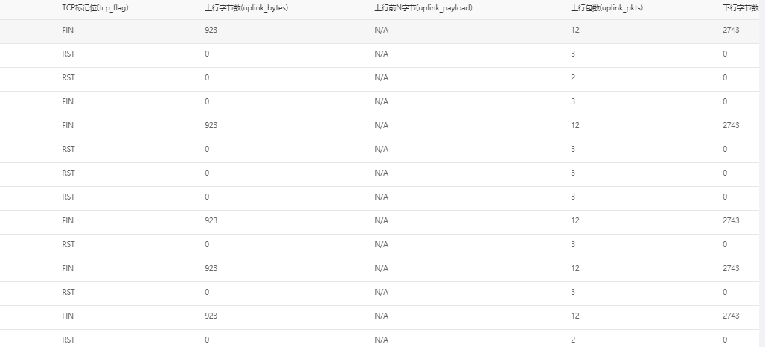 TCP标记位(tcp_flag) 上行字节数(uplink_bytes) 上行前N字节(uplink_payload) 上行包数(uplink_pkts) 下行字节数
FIN 923 N/A 12 2743
RST 0 N/A 3 0
RST 0 N/A 2 0
FIN 0 N/A 3 0
FIN 923 N/A 12 2743
RST 0 N/A 3 0
RST 0 N/A 3 0
RST 0 N/A 3 0
FIN 923 N/A 12 2743
RST 0 N/A 3 0
FIN 923 N/A 12 2743
RST 0 N/A 3 0
FIN 923 N/A 12 2743
RST 0 N/A 2 0